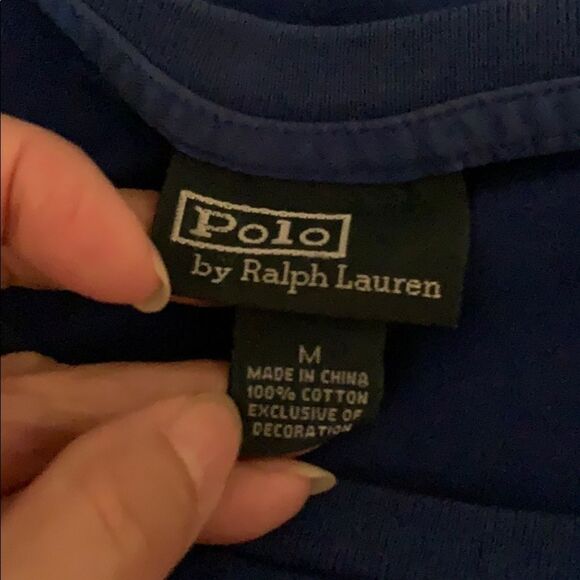 Polo
by Ralph Lauren
M
MADE IN CHINA
100% COTTON
EXCLUSIVE OF
DECORATION